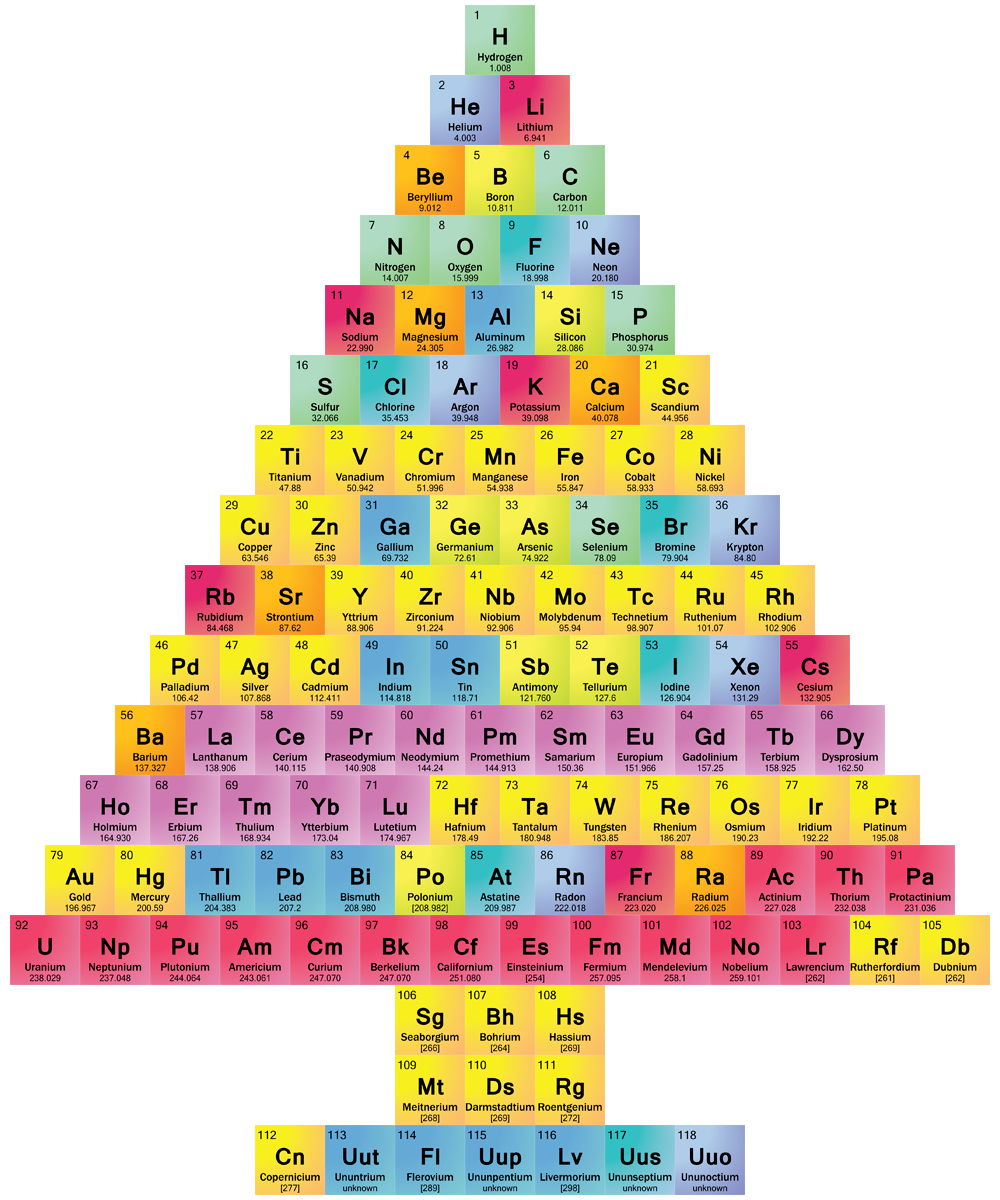 1
H
Hydrogen
1.008
2 3
He Li
Helium Lithium
4.003 6.941
4 5 6
Be B C
Beryllium Boron Carbon
9.012 10.811 12.011
7 8 9 10
N O F Ne
Nitrogen Oxygen Fluorine Neon
14.007 15.999 18.998 20.180
11 12 13 14 15
Na Mg Al Si P
Sodium Magnesium Aluminum Silicon Phosphorus
22.990 24.305 26.982 28.086 30.974
16 17 18 19 20 21
S Cl Ar K Ca Sc
Sulfur Chlorine Argon Potassium Calcium Scandium
32.066 35.453 39.948 39.098 40.078 44.956
22 23 24 25 26 27 28
Ti V Cr Mn Fe Co Ni
Titanium Vanadium Chromium Manganese Iron Cobalt Nickel
47.88 50.942 51.996 54.938 55.847 58.933 58.693
29 30 31 32 33 34 35 36
Cu Zn Ga Ge As Se Br Kr
Copper Zinc Gallium Germanium Arsenic Selenium Bromine Krypton
63.546 65.39 69.732 72.61 74.922 78.09 79.904 84.80
37 38 39 40 41 42 43 44 45
Rb Sr Y Zr Nb Mo Tc Ru Rh
Rubidium Strontium Yttrium Zirconium Niobium Molybdenum Technetium Ruthenium Rhodium
84.468 87.62 88.906 91.224 92.906 95.94 98.907 101.07 102.906
46 47 48 49 50 51 52 53 54 55
Pd Ag Cd In Sn Sb Te I Xe Cs
Palladium Silver Cadmium Indium Tin Antimony Tellurium Iodine Xenon Cesium
106.42 107.868 112.411 114.818 118.71 121.760 127.6 126.904 131.29 132.905
56 57 58 59 60 61 62 63 64 65 66
Ba La Ce Pr Nd Pm Sm Eu Gd Tb Dy
Barium Lanthanum Cerium Praseodymium Neodymium Promethium Samarium Europium Gadolinium Terbium Dysprosium
137.327 138.906 140.115 140.908 144.24 144.913 150.36 151.966 157.25 158.925 162.50
67 68 69 70 71 72 73 74 75 76 77 78
Ho Er Tm Yb Lu Hf Ta W Re Os Ir Pt
Holmium Erbium Thulium Ytterbium Lutetium Hafnium Tantalum Tungsten Rhenium Osmium Iridium Platinum
164.930 167.26 168.934 173.04 174.967 178.49 180.948 183.85 186.207 190.23 192.22 195.08
79 80 81 82 83 84 85 86 87 88 89 90 91
Au Hg Tl Pb Bi Po At Rn Fr Ra Ac Th Pa
Gold Mercury Thallium Lead Bismuth Polonium Astatine Radon Francium Radium Actinium Thorium Protactinium
196.967 200.59 204.383 207.2 208.980 [208.982] 209.987 222.018 223.020 226.025 227.028 232.038 231.036
92 93 94 95 96 97 98 99 100 101 102 103 104 105
U Np Pu Am Cm Bk Cf Es Fm Md No Lr Rf Db
Uranium Neptunium Plutonium Americium Curium Berkelium Californium Einsteinium Fermium Mendelevium Nobelium Lawrencium Rutherfordium Dubnium
238.029 237.048 244.064 243.061 247.070 247.070 251.080 [254] 257.095 258.1 259.101 [262] [261] [262]
106 107 108
Sg Bh Hs
Seaborgium Bohrium Hassium
[266] [264] [269]
109 110 111
Mt Ds Rg
Meitnerium Darmstadtium Roentgenium
[268] [269] [272]
112 113 114 115 116 117 118
Cn Uut Fl Uup Lv Uus Uuo
Copernicium Ununtrium Flerovium Ununpentium Livermorium Ununseptium Ununoctium
[277] unknown [289] unknown [298] unknown unknown